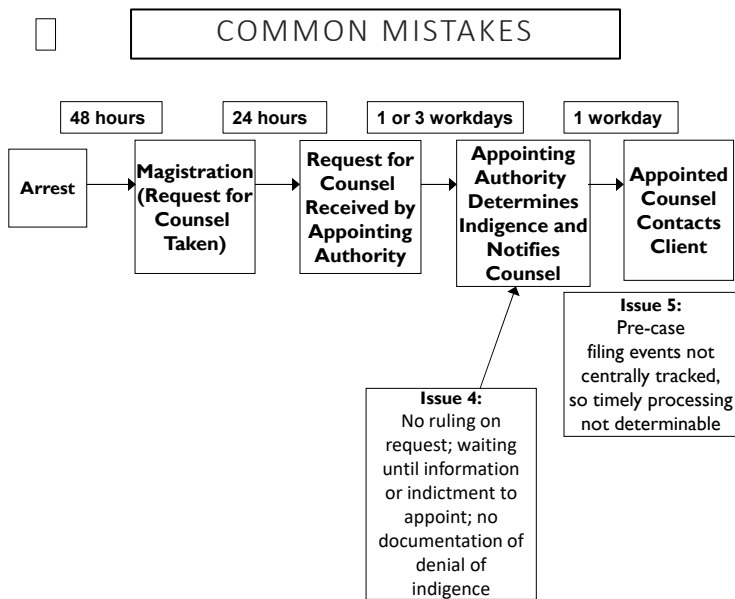 COMMON MISTAKES
48 hours
24 hours
1 or 3 workdays
1 workday
Arrest
Magistration
(Request for
Counsel
Taken)
Request for
Counsel
Received by
Appointing
Authority
Appointing
Authority
Determines
Indigence and
Notifies
Counsel
Appointed
Counsel
Contacts
Client
Issue 4:
No ruling on
request; waiting
until information
or indictment to
appoint; no
documentation of
denial of
indigence
Issue 5:
Pre-case
filing events not
centrally tracked,
so timely processing
not determinable